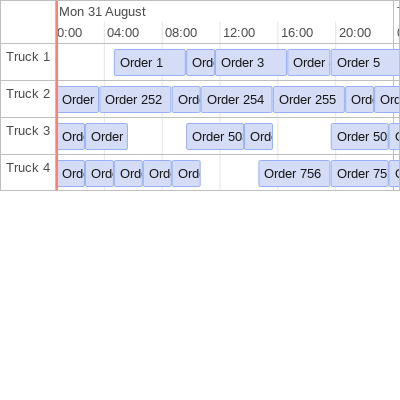 Mon 31 August
0:00 04:00 08:00 12:00 16:00 20:00
Truck 1 Order 1 Ord Order 3 Order Order 5
Truck 2 Order Order 252 Ord Order 254 Order 255 Ord Ord
Truck 3 Ord Order Order 50 Ord Order 50
Truck 4 Ord Ord Ord Ord Ord Order 756 Order 75